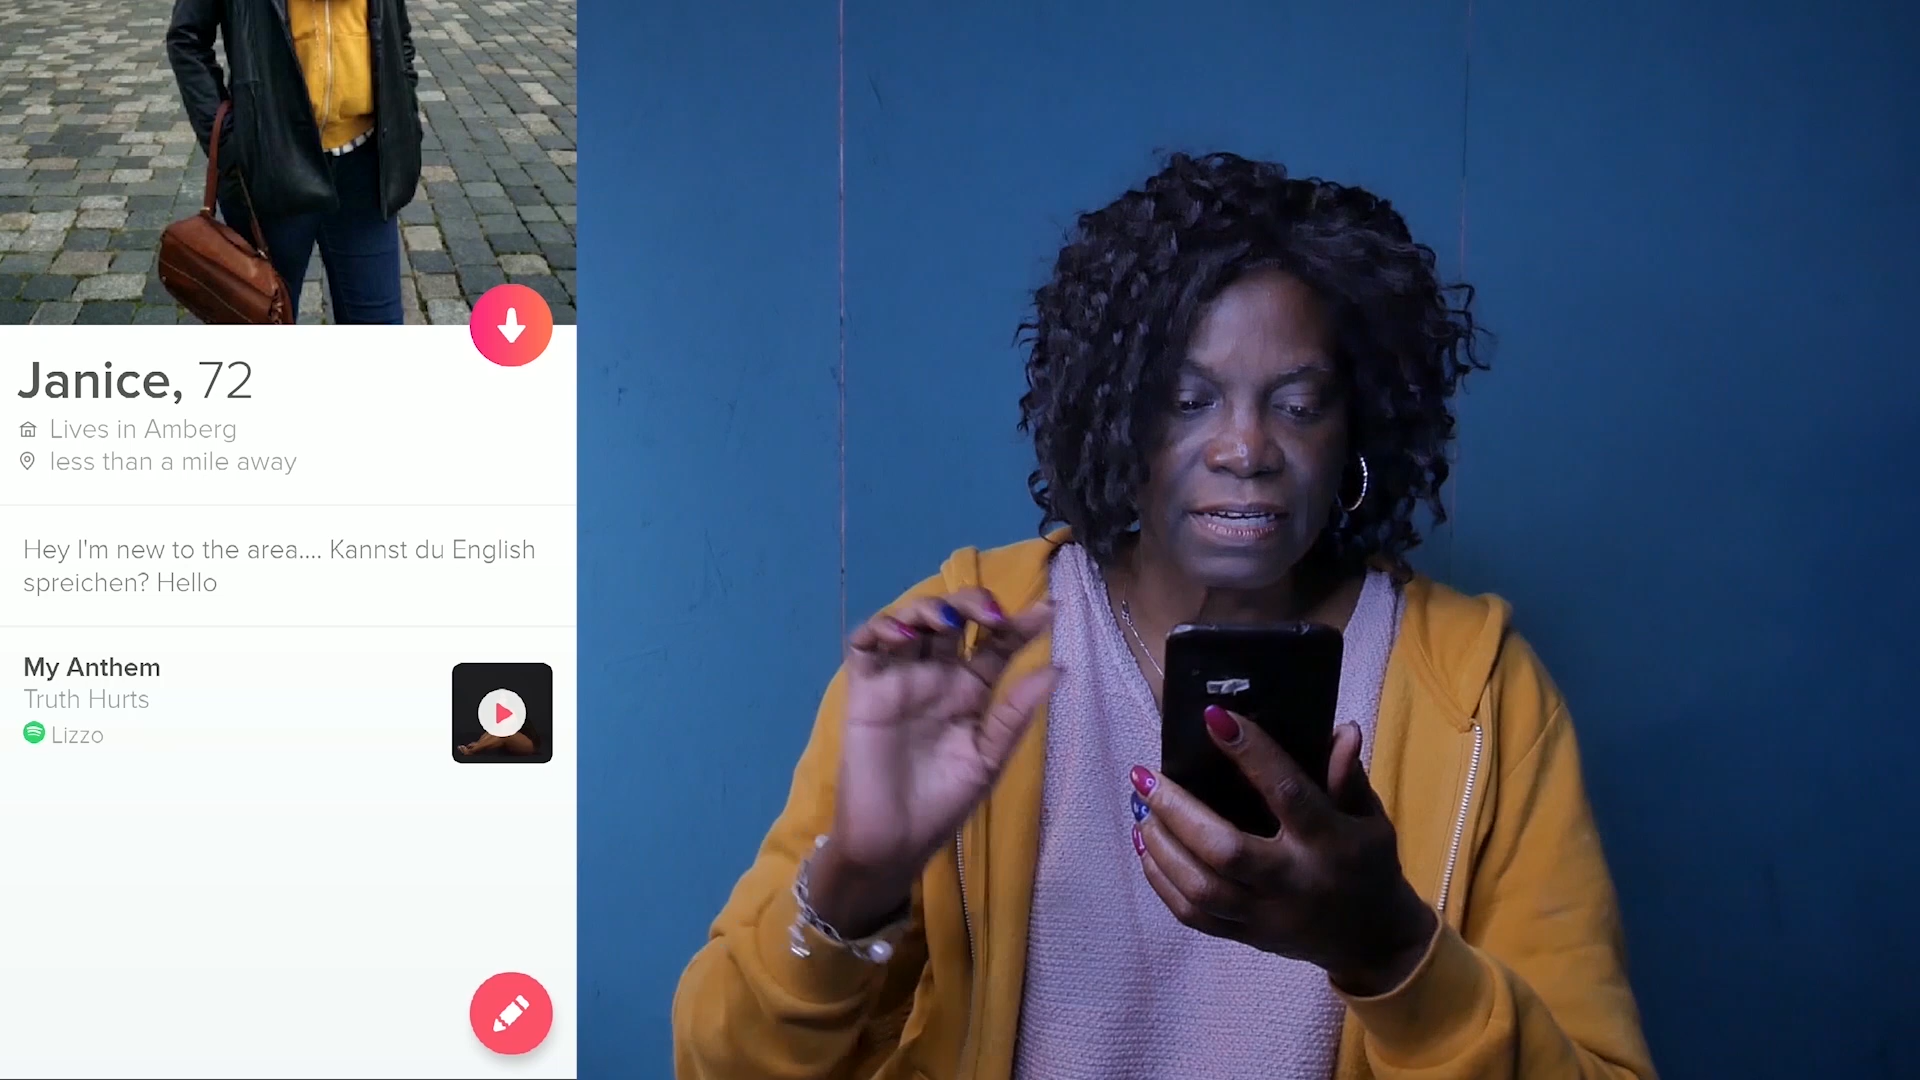 Janice, 72
Lives in Amberg
less than a mile away
Hey I'm new to the area.... Kannst du English
spreichen? Hello
My Anthem
Truth Hurts
Lizzo